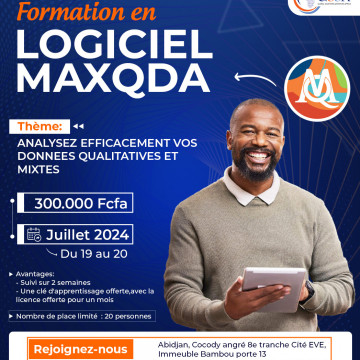 Formation en
LOGICIEL
MAXQDA
Thème:
ANALYSEZ EFFICACEMENT VOS
DONNEES QUALITATIVES ET
MIXTES
300.000 Fcfa
Juillet 2024
Du 19 au 20
Avantages:
- Suivi sur 2 semaines
- Une clé d'apprentissage offerte,avec la
licence offerte pour un mois
Nombre de place limité : 20 personnes
Rejoignez-nous
Abidjan, Cocody angré 8e tranche Cité EVE,
Immeuble Bambou porte 13